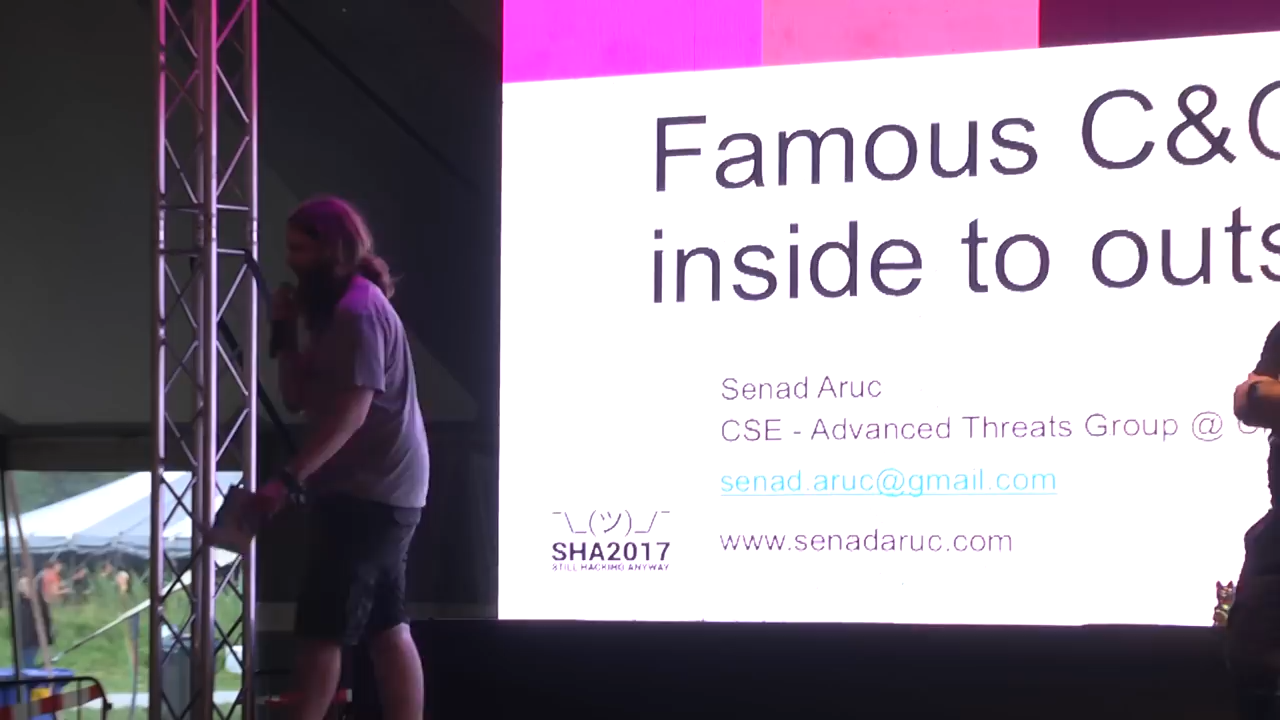 Famous C&C
inside to outs
Senad Aruc
CSE - Advanced Threats Group @
senad.aruc@gmail.com
www.senadaruc.com
¯\_(ツ)_/¯
SHA2017
STILL HACKING ANYWAY